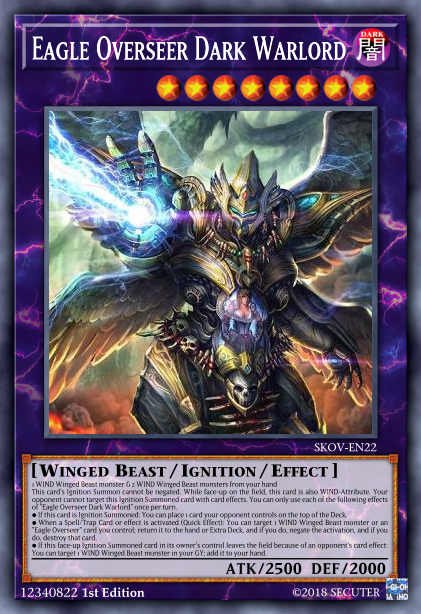 EAGLE OVERSEER DARK WARLORD
DARK
闇
SKOV-EN22
[WINGED BEAST / IGNITION / EFFECT]
1 WIND Winged Beast monster & 2 WIND Winged Beast monsters from your hand
This card's Ignition Summon cannot be negated. While face-up on the field, this card is also WIND-Attribute. Your
opponent cannot target this Ignition Summoned card with card effects. You can only use each of the following effects
of "Eagle Overseer Dark Warlord" once per turn.
● If this card is Ignition Summoned: You can place 1 card your opponent controls on the top of the Deck.
● When a Spell/Trap Card or effect is activated (Quick Effect): You can target 1 WIND Winged Beast monster or an
"Eagle Overseer" card you control; return it to the hand or Extra Deck, and if you do, negate the activation, and if you
do, destroy that card.
● If this face-up Ignition Summoned card in its owner's control leaves the field because of an opponent's card effect:
You can target 1 WIND Winged Beast monster in your GY; add it to your hand.
ATK/2500 DEF/2000
12340822 1st Edition
©2018 SECUTER